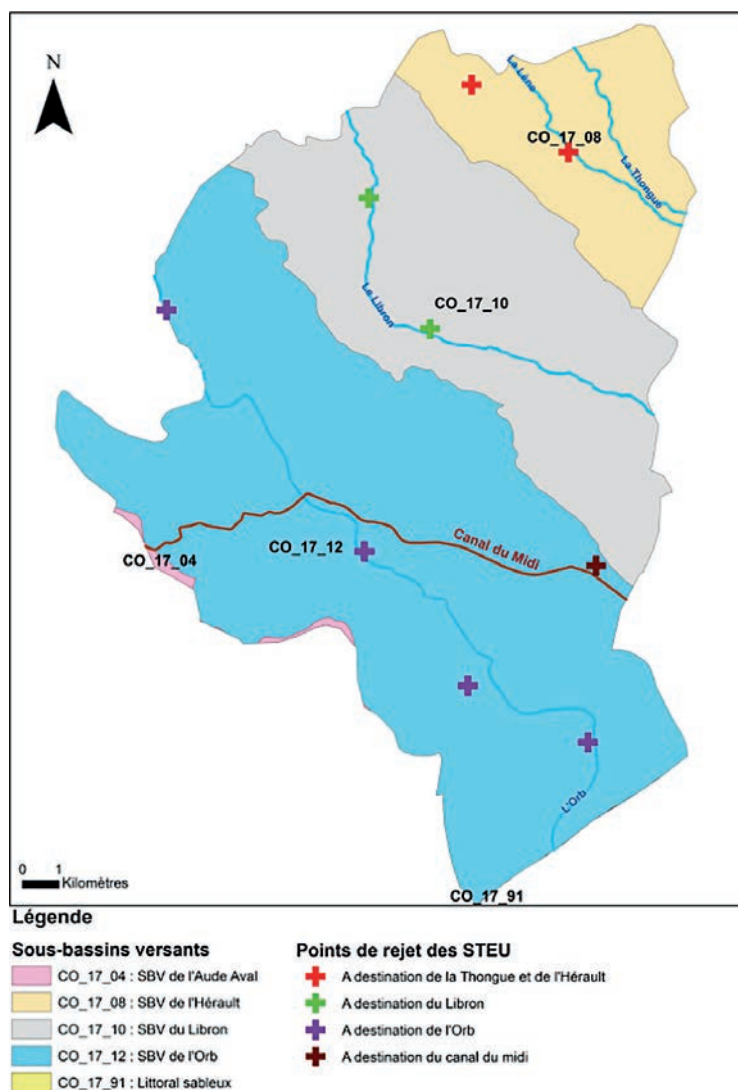 N
La Léne
La Thongue
CO_17_08
Le Libron
CO_17_10
Canal du Midi
CO_17_12
CO_17_04
L'Orb
0 1
Kilomètres
CO_17_91
Légende
Sous-bassins versants
CO_17_04 : SBV de l'Aude Aval
CO_17_08 : SBV de l'Hérault
CO_17_10 : SBV du Libron
CO_17_12 : SBV de l'Orb
CO_17_91 : Littoral sableux
Points de rejet des STEU
A destination de la Thongue et de l'Hérault
A destination du Libron
A destination de l'Orb
A destination du canal du midi